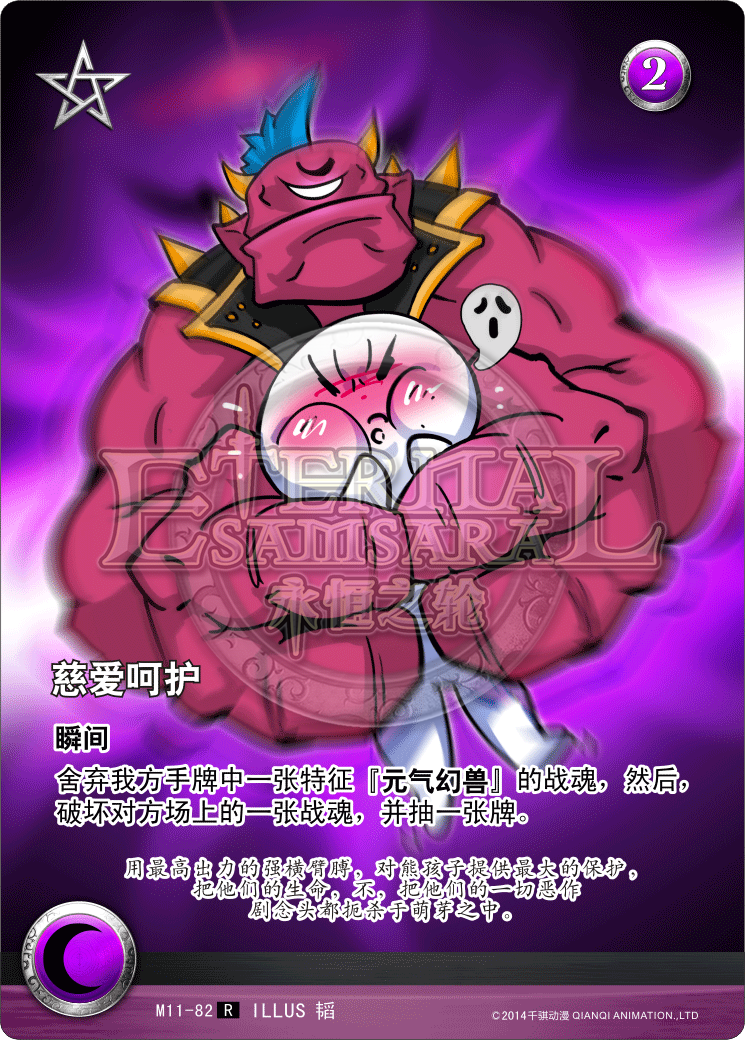 2
ETERNAL
SAMSARA
永恒之轮
慈爱呵护
瞬间
舍弃我方手牌中一张特征『元气幻兽』的战魂，然后，
破坏对方场上的一张战魂，并抽一张牌。
用最高出力的强横臂膊，对熊孩子提供最大的保护，
把他们的生命，不，把他们的一切恶作
剧念头都扼杀于萌芽之中。
M11-82 R ILLUS 韬
©2014千骐动漫 QIANQI ANIMATION.,LTD